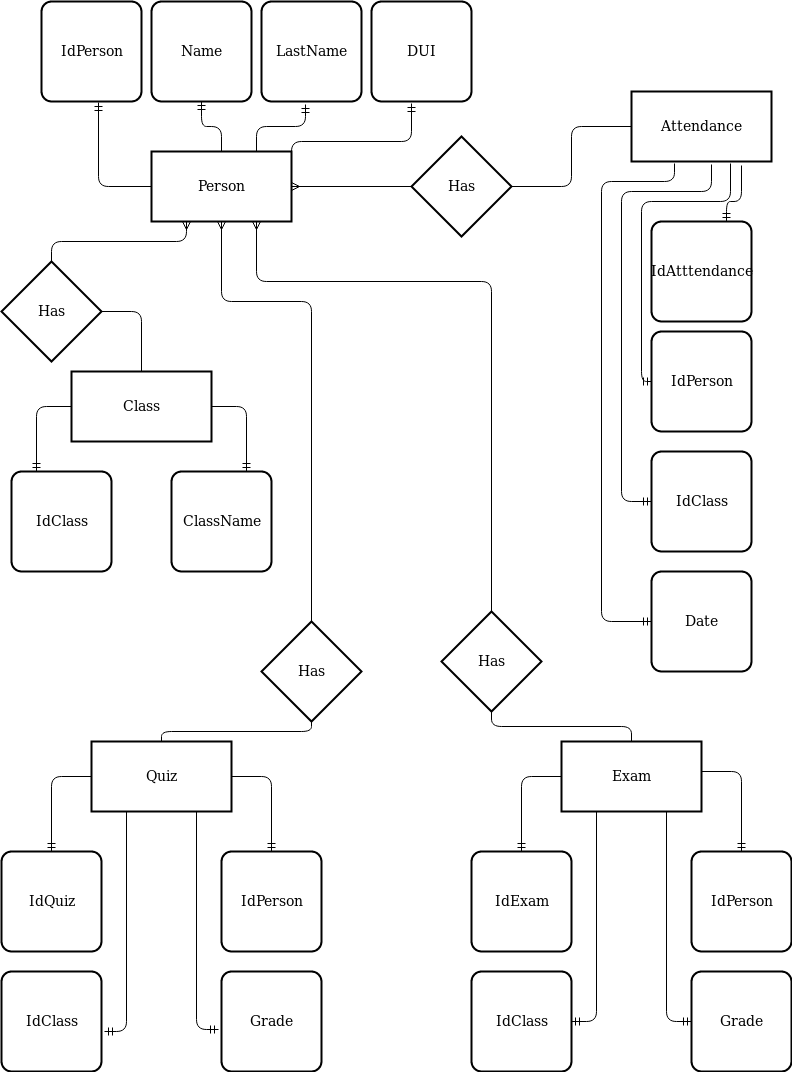 IdPerson
Name
LastName
DUI
Attendance
Person
Has
IdAtttendance
Has
IdPerson
Class
IdClass
IdClass
ClassName
Date
Has
Has
Quiz
Exam
IdQuiz
IdPerson
IdExam
IdPerson
IdClass
Grade
IdClass
Grade